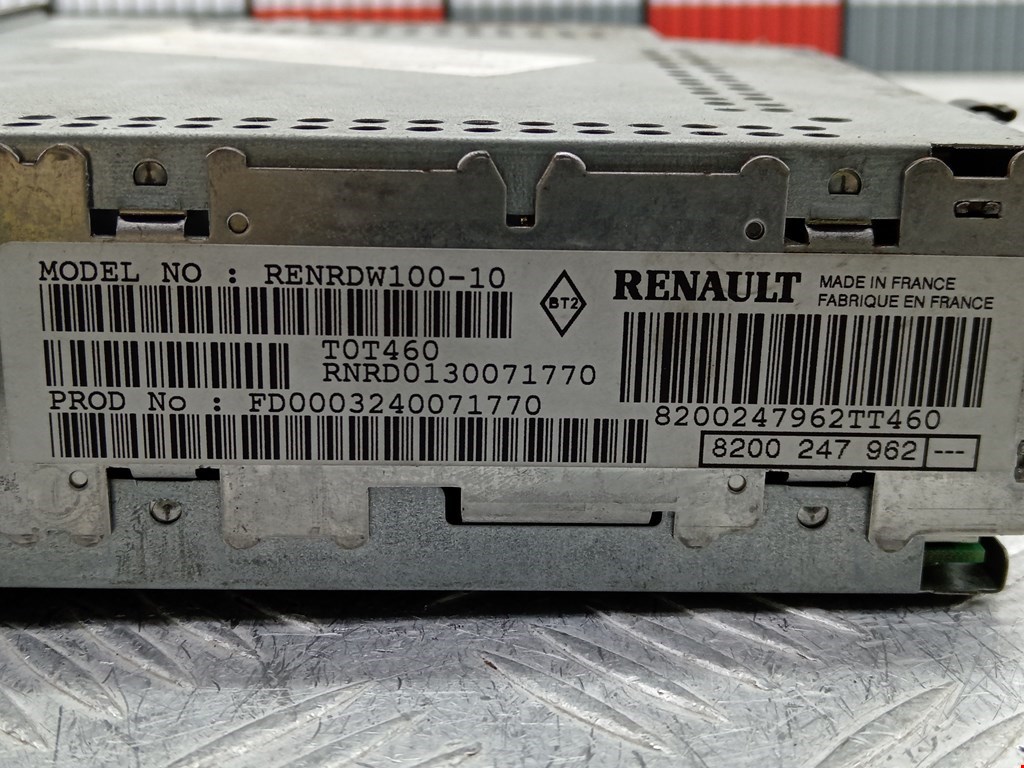 MODEL NO : RENRDW100-10
T0T460
RNRD0130071770
PROD No : FD0003240071770
BT2
RENAULT
MADE IN FRANCE
FABRIQUE EN FRANCE
8200247962TT460
8200 247 962 ---